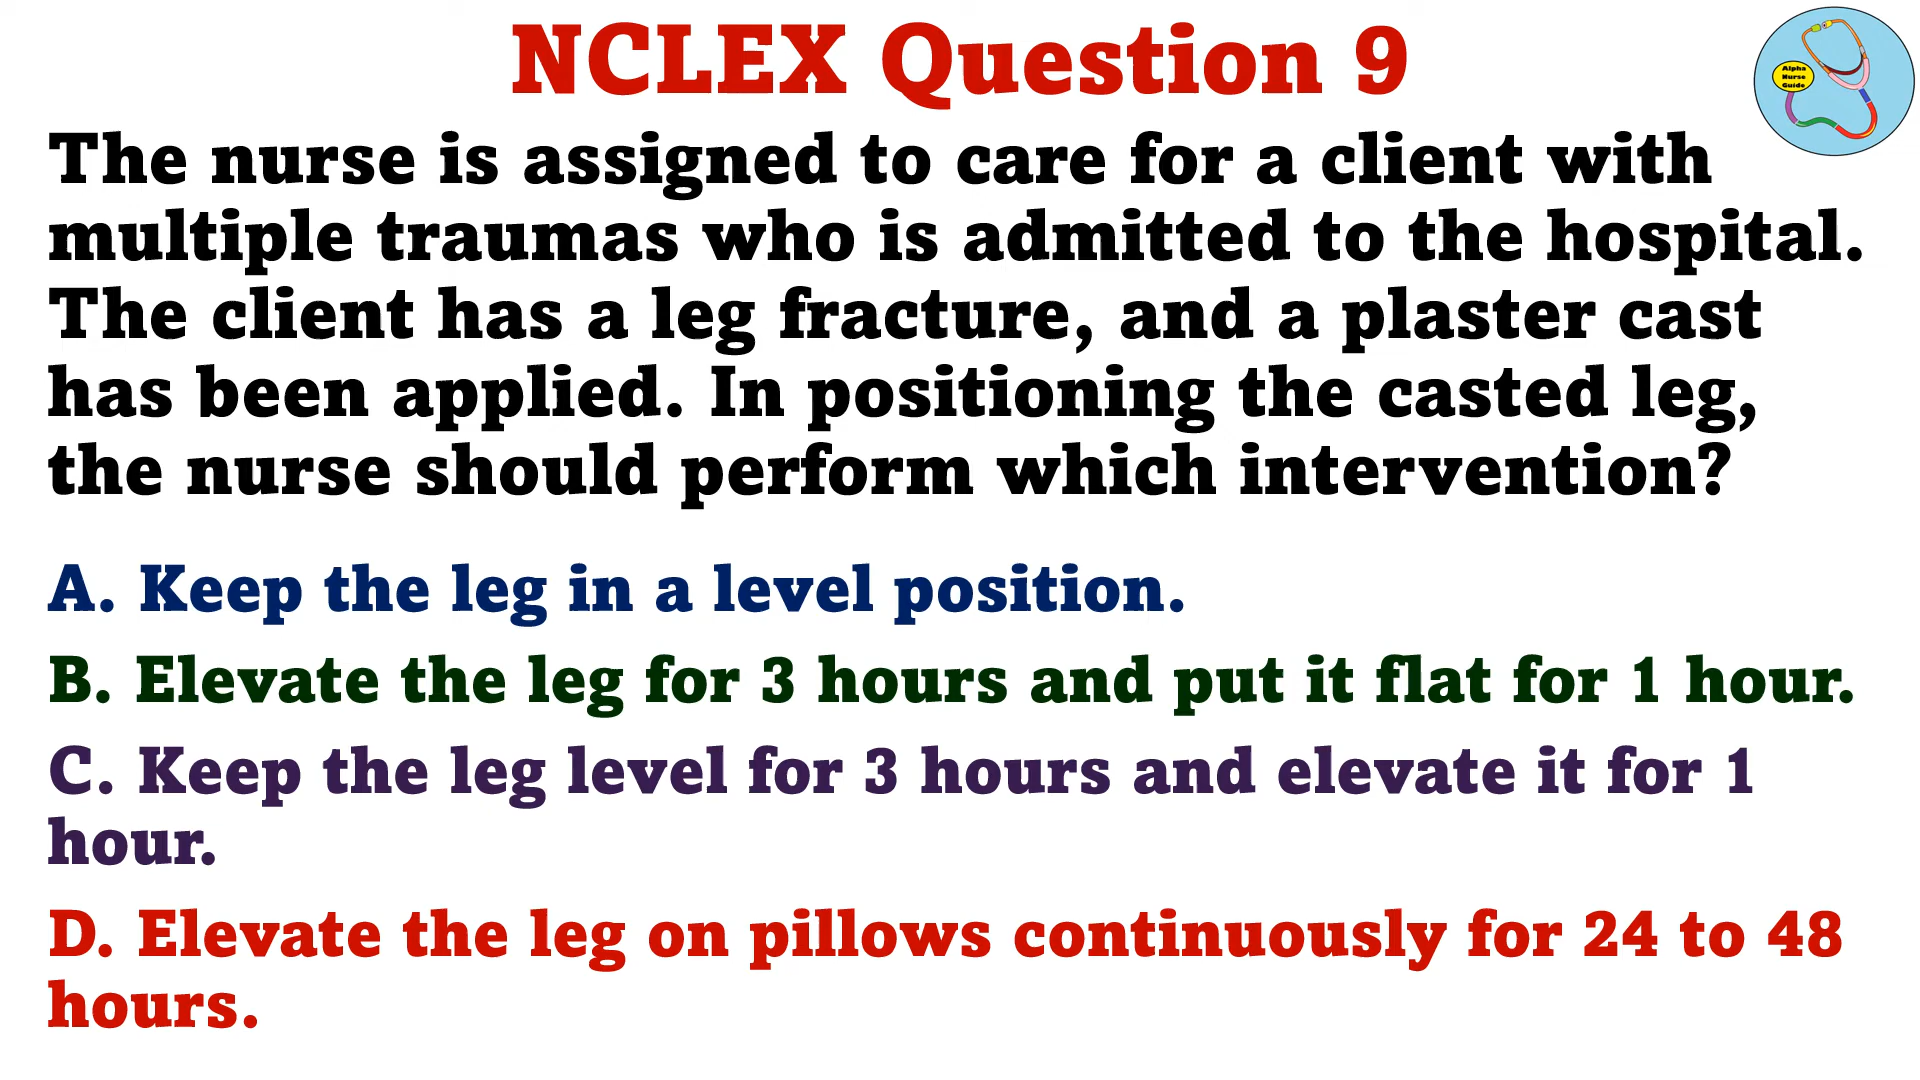 NCLEX Question 9
Alpha
Nurse
Guide
The nurse is assigned to care for a client with
multiple traumas who is admitted to the hospital.
The client has a leg fracture, and a plaster cast
has been applied. In positioning the casted leg,
the nurse should perform which intervention?
A. Keep the leg in a level position.
B. Elevate the leg for 3 hours and put it flat for 1 hour.
C. Keep the leg level for 3 hours and elevate it for 1
hour.
D. Elevate the leg on pillows continuously for 24 to 48
hours.